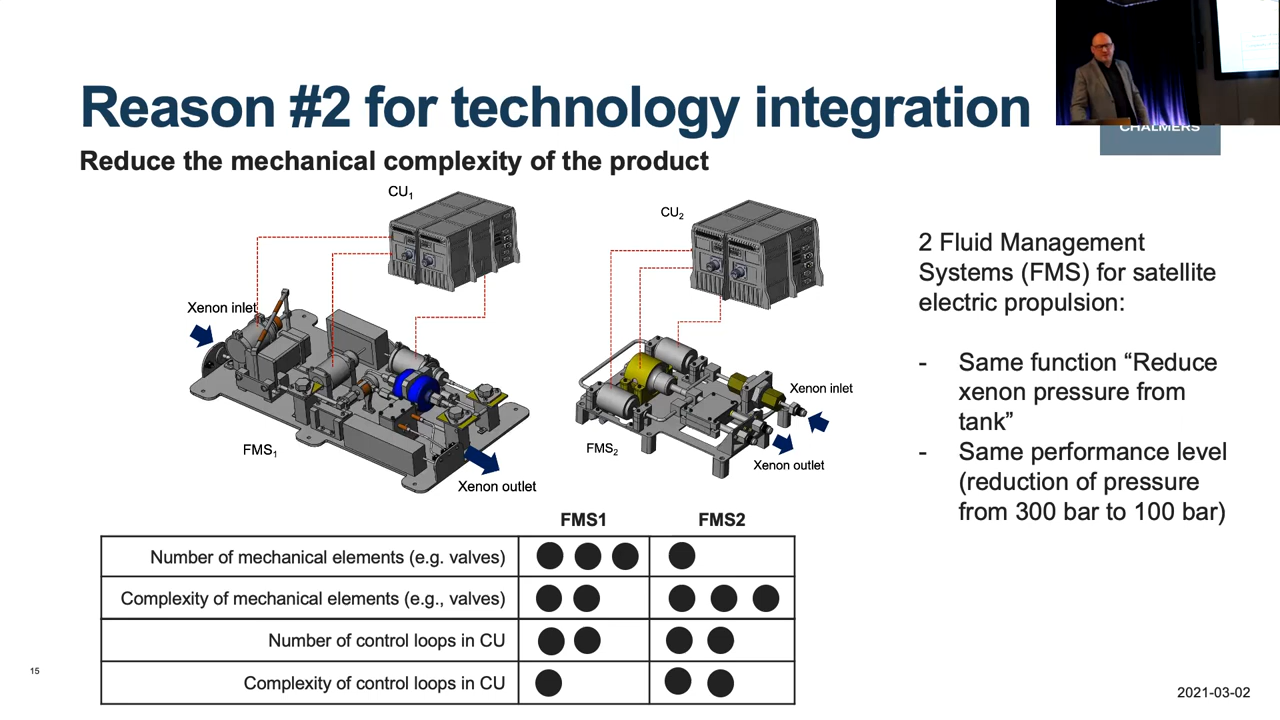 Reason #2 for technology integration
CHALMERS
Reduce the mechanical complexity of the product
CU1
CU2
Xenon inlet
FMS1
Xenon outlet
Xenon inlet
FMS2
Xenon outlet
2 Fluid Management
Systems (FMS) for satellite
electric propulsion:
- Same function “Reduce
xenon pressure from
tank”
- Same performance level
(reduction of pressure
from 300 bar to 100 bar)
FMS1 FMS2
Number of mechanical elements (e.g. valves)
Complexity of mechanical elements (e.g., valves)
Number of control loops in CU
Complexity of control loops in CU
15
2021-03-02